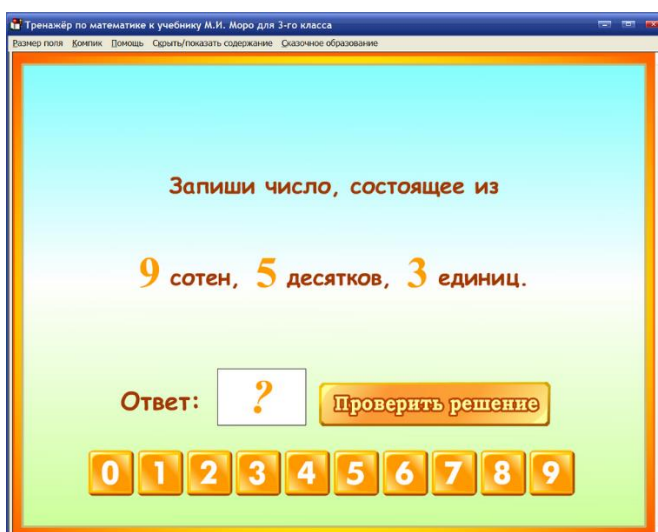 Тренажёр по математике к учебнику М.И. Моро для 3-го класса
Размер поля Компик Помощь Скрыть/показать содержание Сказочное образование
Запиши число, состоящее из
9 сотен, 5 десятков, 3 единиц.
Ответ: ? Проверить решение
0 1 2 3 4 5 6 7 8 9